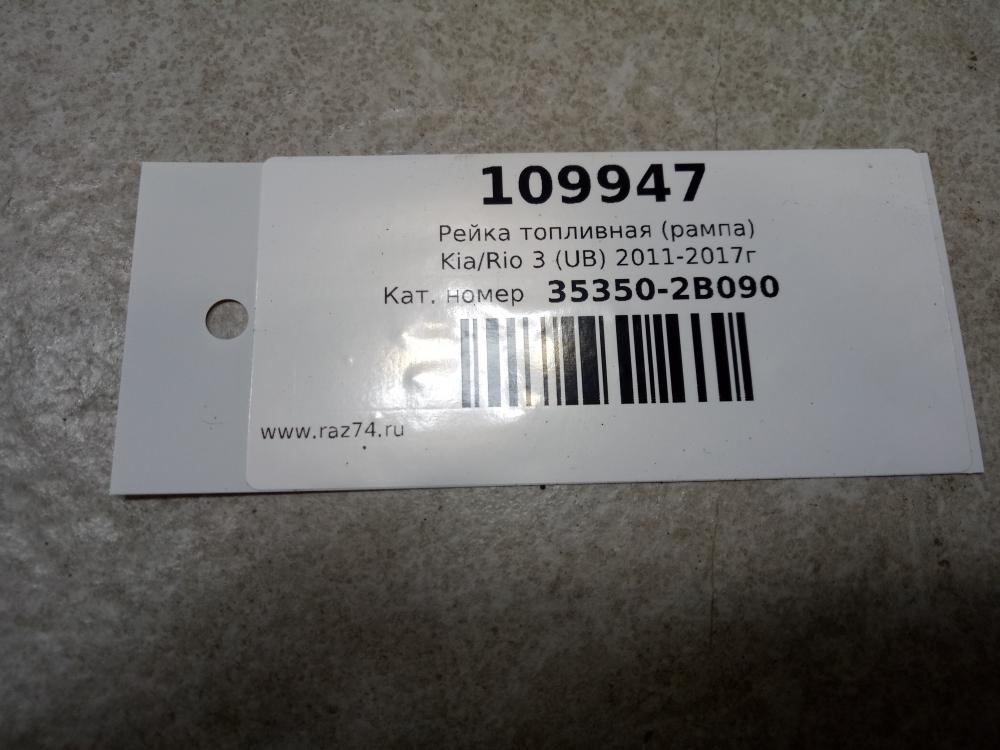 109947
Рейка топливная (рампа)
Kia/Rio 3 (UB) 2011-2017г
Кат. номер 35350-2B090
www.raz74.ru